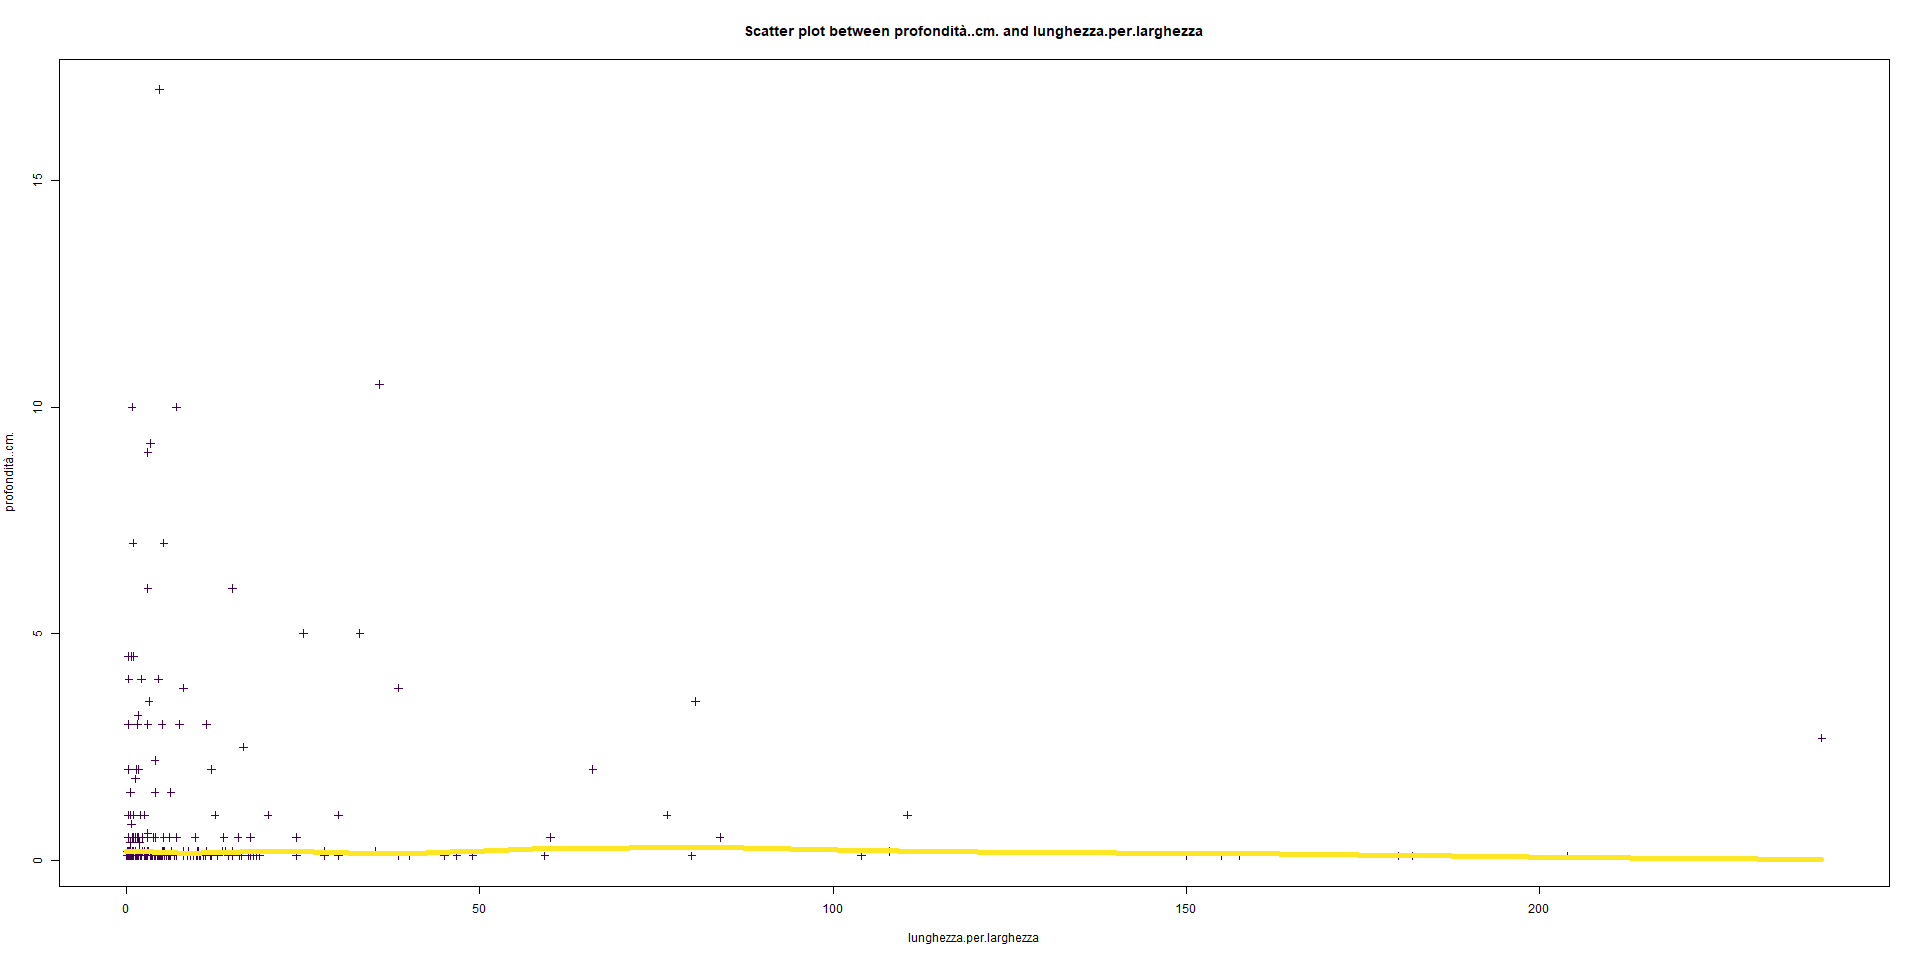 Scatter plot between profondità..cm. and lunghezza.per.larghezza
15
10
5
0
profondità..cm.
0 50 100 150 200
lunghezza.per.larghezza